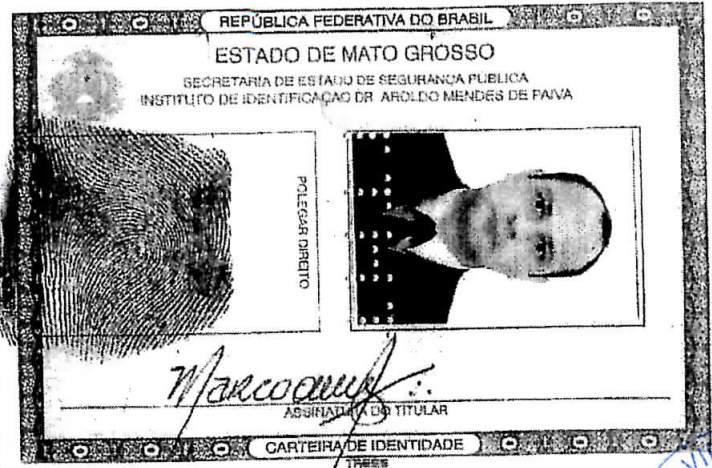 REPÚBLICA FEDERATIVA DO BRASIL
ESTADO DE MATO GROSSO
SECRETARIA DE ESTADO DE SEGURANÇA PÚBLICA
INSTITUTO DE IDENTIFICAÇÃO DR AROLDO MENDES DE PAIVA
POLEGAR DIREITO
ASSINATURA DO TITULAR
CARTEIRA DE IDENTIDADE